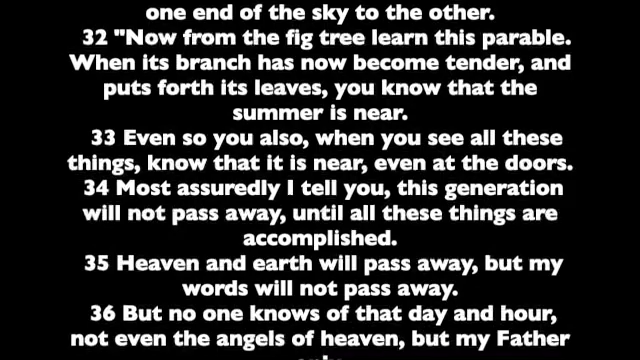 one end of the sky to the other.
32 "Now from the fig tree learn this parable.
When its branch has now become tender, and
puts forth its leaves, you know that the
summer is near.
33 Even so you also, when you see all these
things, know that it is near, even at the doors.
34 Most assuredly I tell you, this generation
will not pass away, until all these things are
accomplished.
35 Heaven and earth will pass away, but my
words will not pass away.
36 But no one knows of that day and hour,
not even the angels of heaven, but my Father